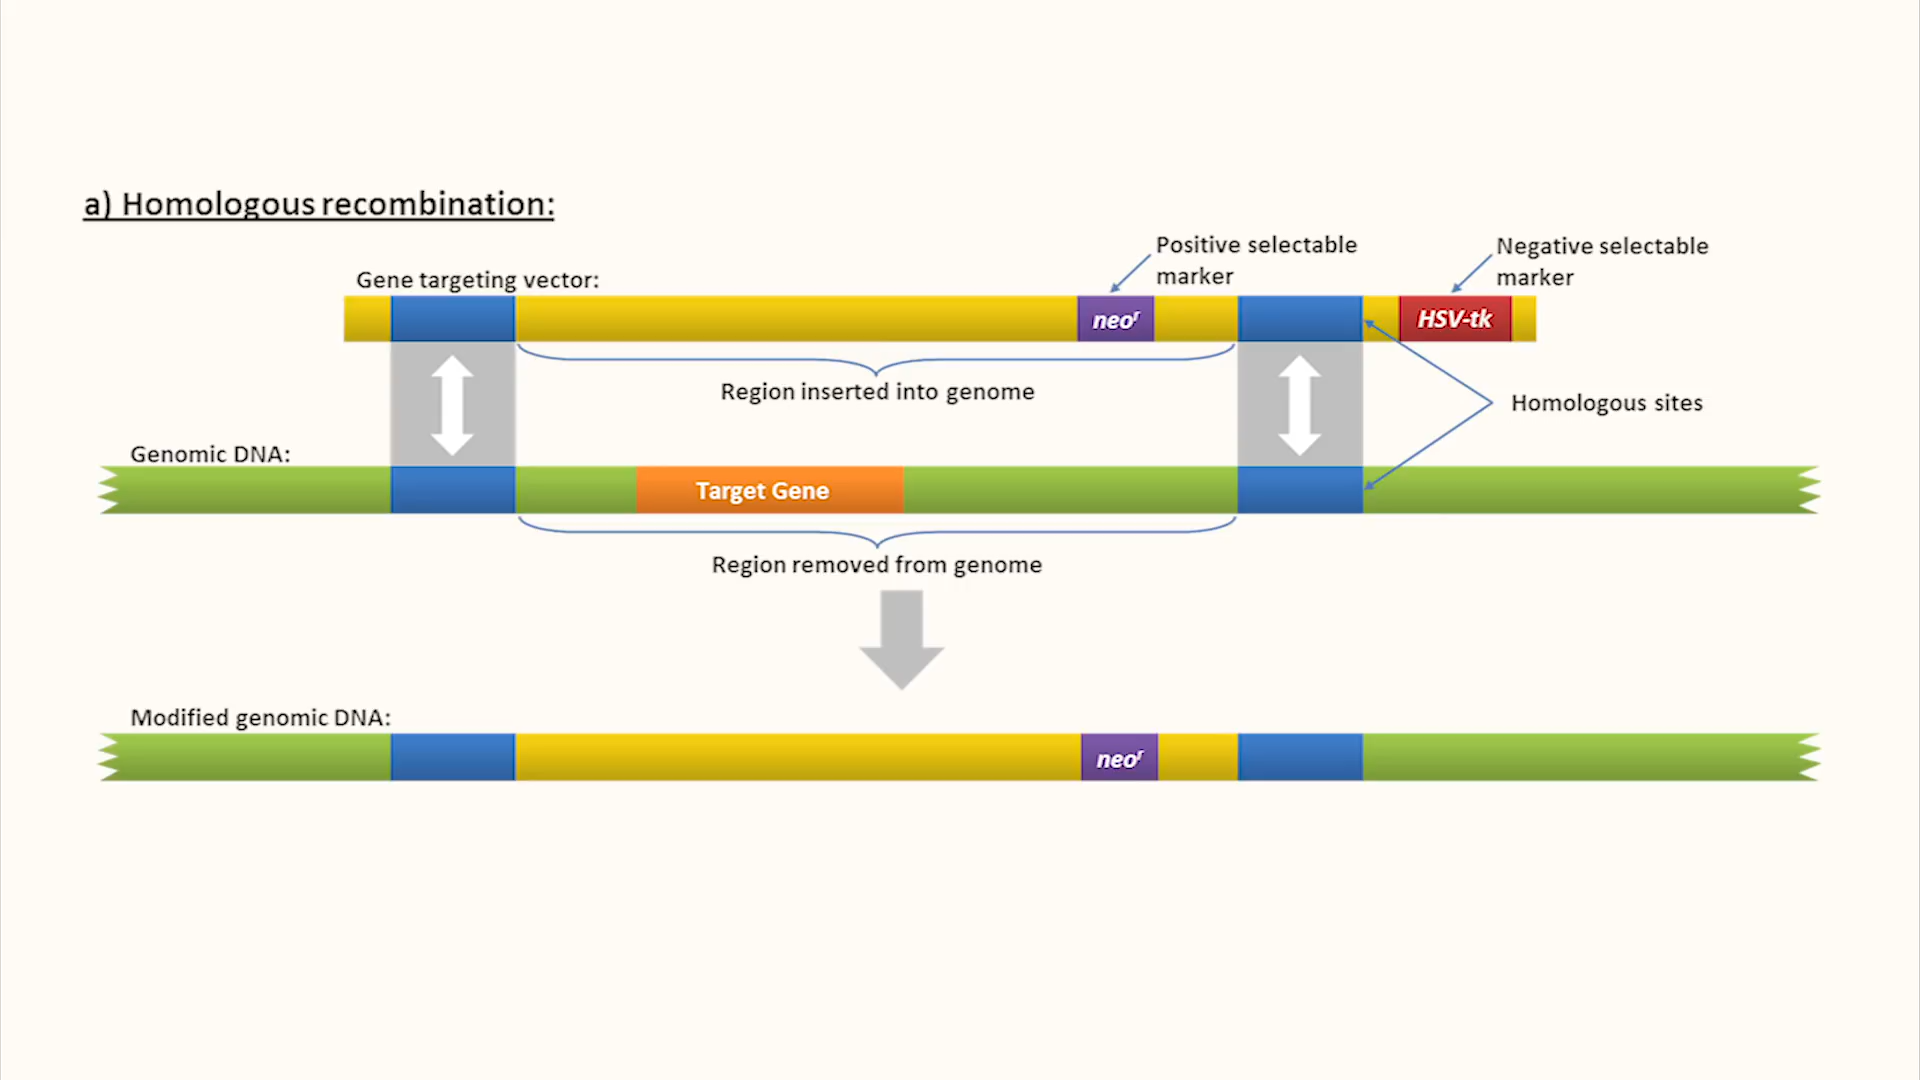 a) Homologous recombination:
Positive selectable
marker
Negative selectable
marker
Gene targeting vector:
neoʳ
HSV-tk
Region inserted into genome
Homologous sites
Genomic DNA:
Target Gene
Region removed from genome
Modified genomic DNA:
neoʳ